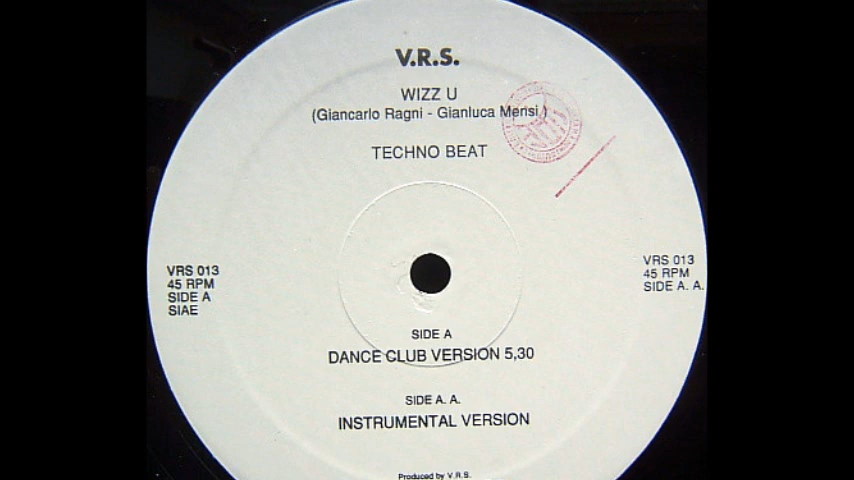 V.R.S.
WIZZ U
(Giancarlo Ragni - Gianluca Mensi)
TECHNO BEAT
VRS 013
45 RPM
SIDE A
SIAE
VRS 013
45 RPM
SIDE A. A.
SIDE A
DANCE CLUB VERSION 5,30
SIDE A. A.
INSTRUMENTAL VERSION
Produced by V.R.S.